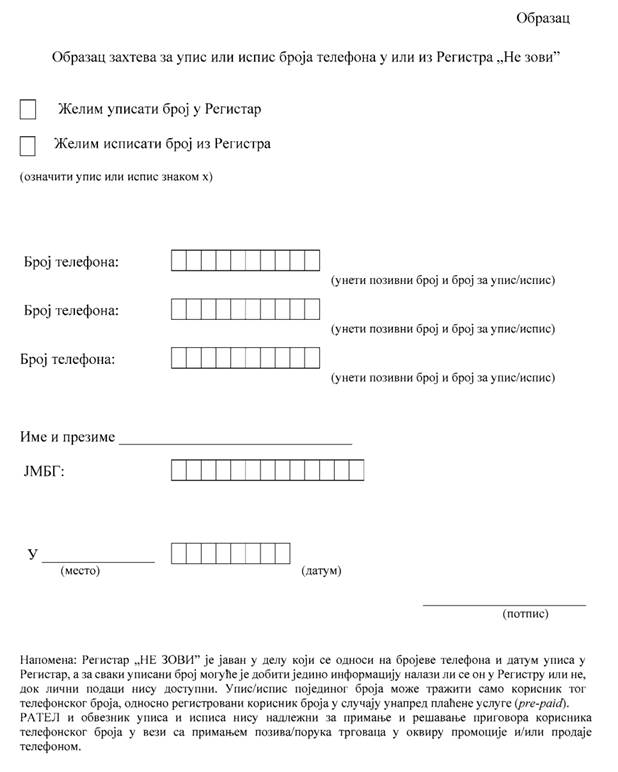 Образац
Образац захтева за упис или испис броја телефона у или из Регистра „Не зови”
Желим уписати број у Регистар
Желим исписати број из Регистра
(означити упис или испис знаком х)
Број телефона:
(унети позивни број и број за упис/испис)
Број телефона:
(унети позивни број и број за упис/испис)
Број телефона:
(унети позивни број и број за упис/испис)
Име и презиме
ЈМБГ:
У
(место) (датум)
(потпис)
Напомена: Регистар „НЕ ЗОВИ” је јаван у делу који се односи на бројеве телефона и датум уписа у
Регистар, а за сваки уписани број могуће је добити једино информацију налази ли се он у Регистру или не,
док лични подаци нису доступни. Упис/испис појединог броја може тражити само корисник тог
телефонског броја, односно регистровани корисник броја у случају унапред плаћене услуге (pre-paid).
РАТЕЛ и обвезник уписа и исписа нису надлежни за примање и решавање приговора корисника
телефонског броја у вези са примањем позива/порука трговаца у оквиру промоције и/или продаје
телефоном.